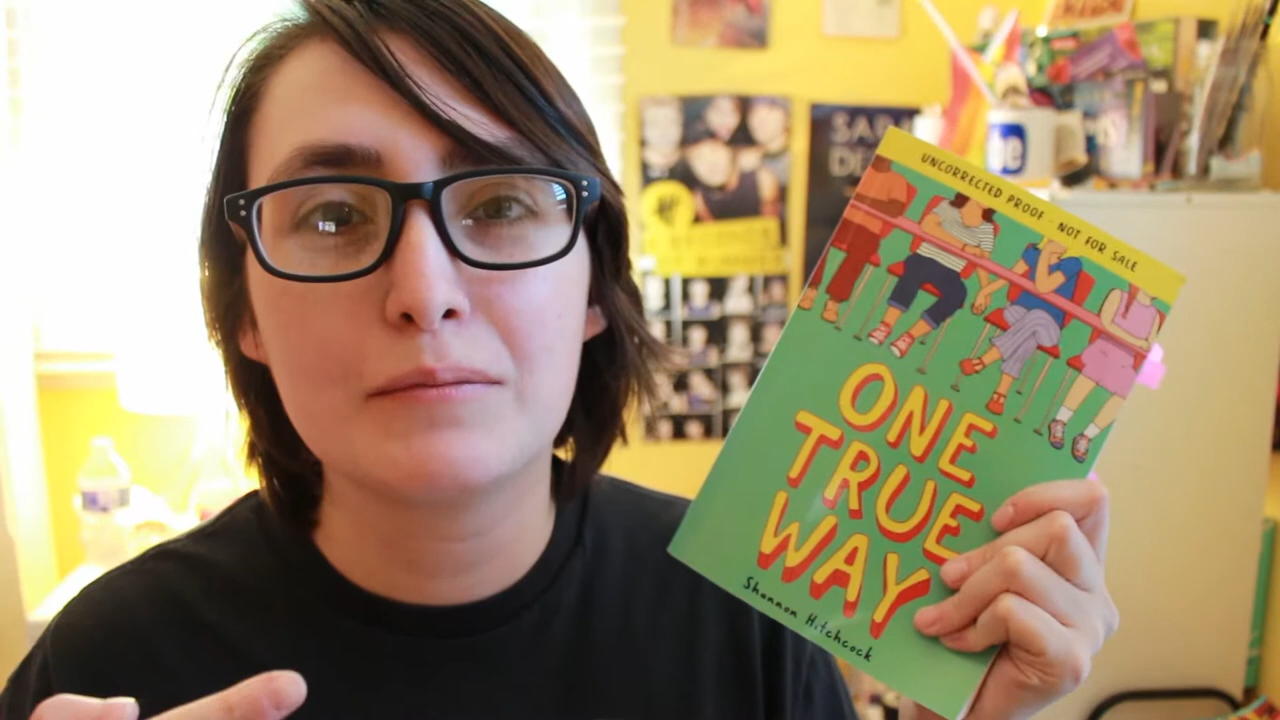 UNCORRECTED PROOF - NOT FOR SALE
ONE
TRUE
WAY
Shannon Hitchcock